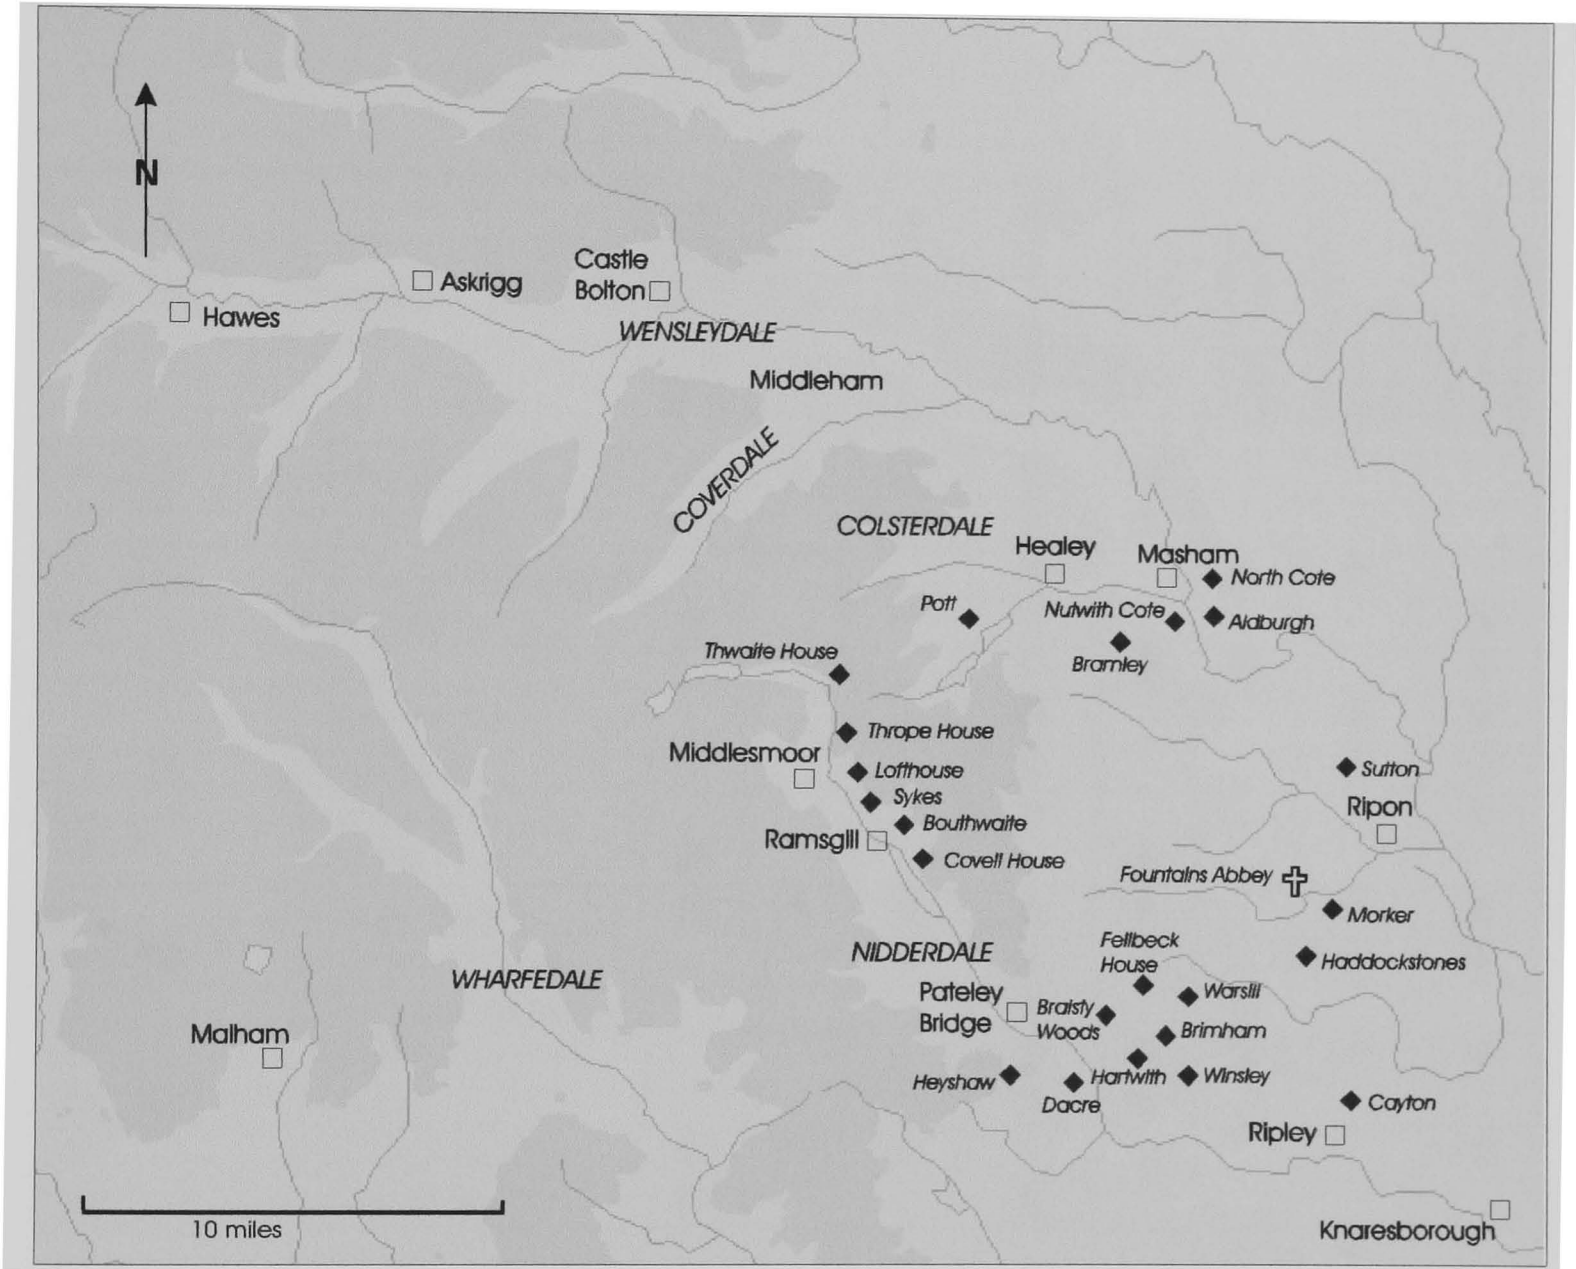 N
Castle
Bolton
Askrigg
Hawes
WENSLEYDALE
Middleham
COVERDALE
COLSTERDALE
Healey
Masham
North Cote
Pott
Nutwith Cote
Aldburgh
Bramley
Thwaite House
Thrope House
Middlesmoor
Lofthouse
Sutton
Sykes
Ripon
Bouthwaite
Ramsgill
Covell House
Fountains Abbey
Morker
Fellbeck
House
NIDDERDALE
Haddockstones
WHARFEDALE
Pateley
Bridge
Warsill
Braisty
Woods
Brimham
Malham
Heyshaw
Hartwith
Winsley
Dacre
Cayton
Ripley
10 miles
Knaresborough